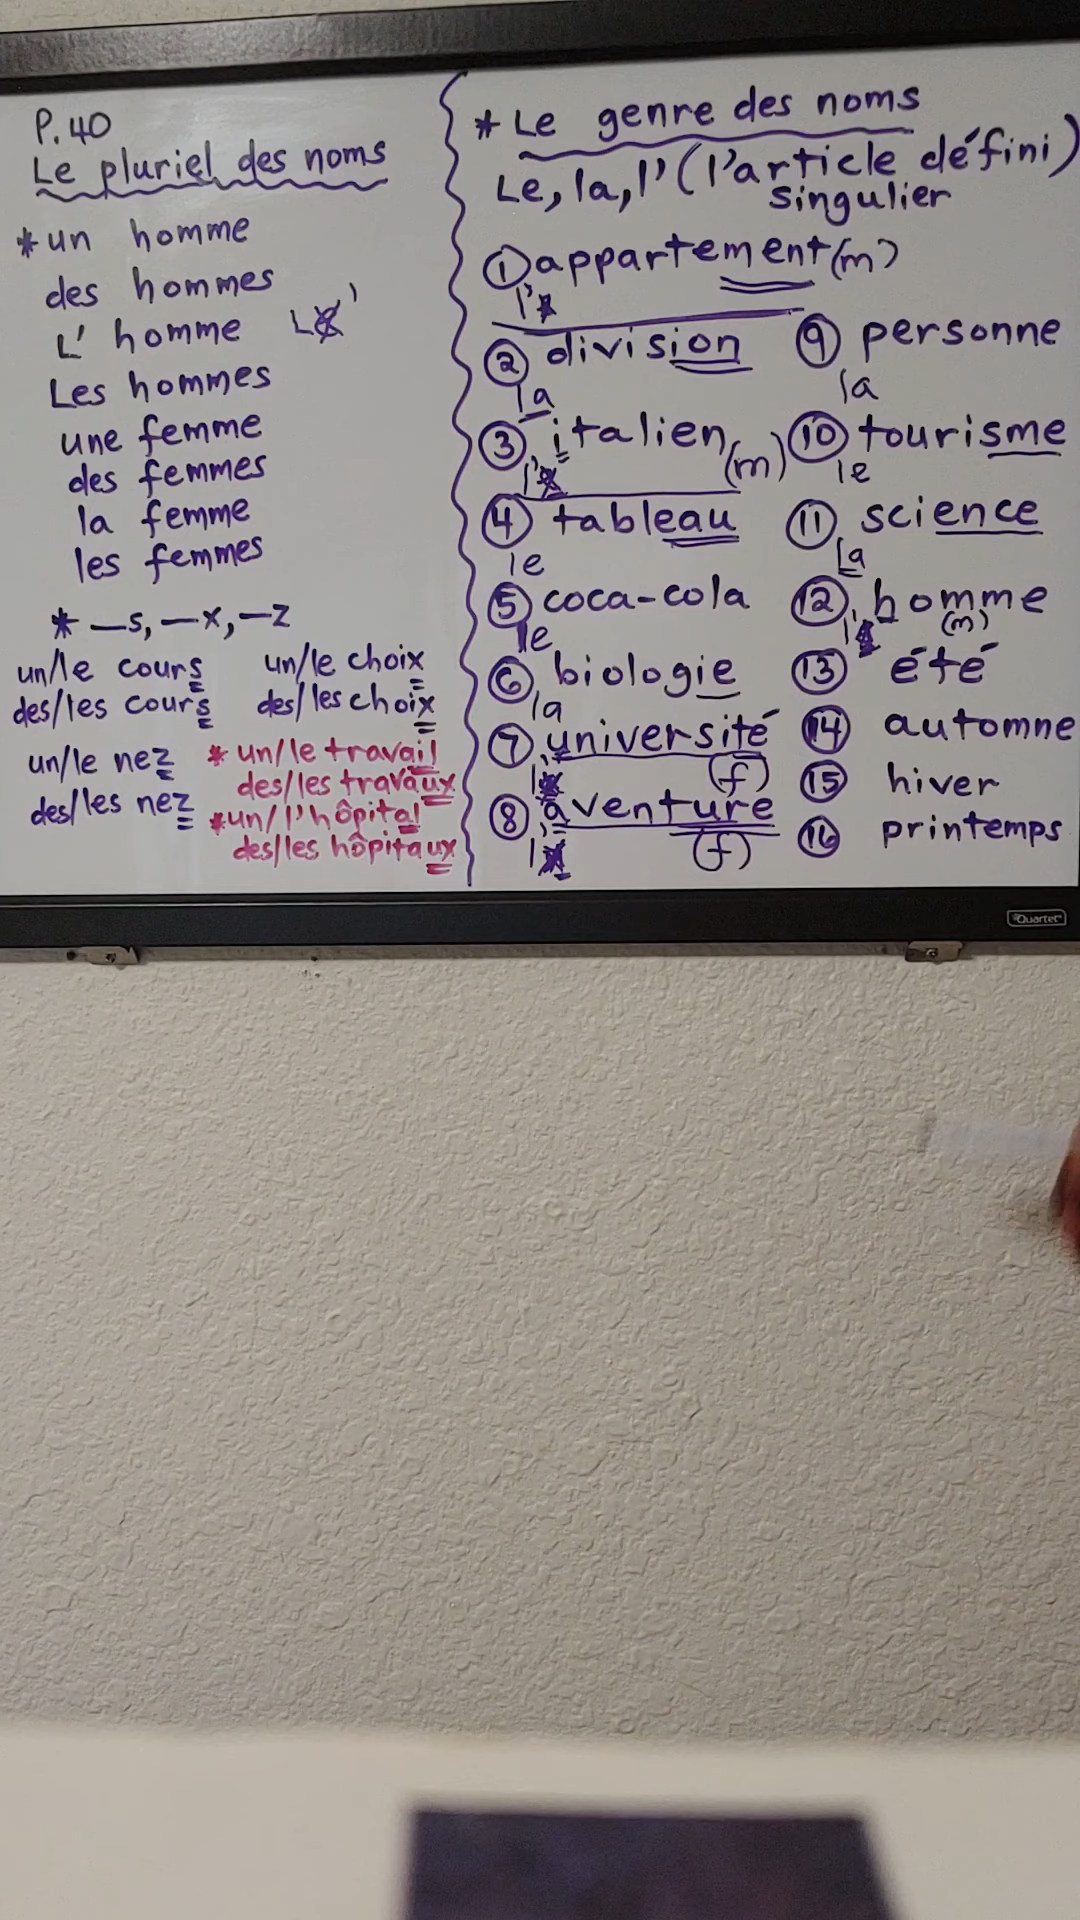 P.40
Le pluriel des noms
* un homme
des hommes
L' homme Le'
Les hommes
une femme
des femmes
la femme
les femmes
* —s, —x, —z
un/le cours
des/les cours
un/le choix
des/les choix
un/le nez
des/les nez
* un/le travail
des/les travaux
* un/l'hôpital
des/les hôpitaux
* Le genre des noms
Le, la, l' (l'article défini)
singulier
① appartement (m)
l'
② division
la
③ italien (m)
l'
④ tableau
le
⑤ coca-cola
le
⑥ biologie
la
⑦ université
l' (f)
⑧ aventure
l' (f)
⑨ personne
la
⑩ tourisme
le
⑪ science
La
⑫ homme
l' (m)
⑬ été
⑭ automne
⑮ hiver
⑯ printemps
Quartet